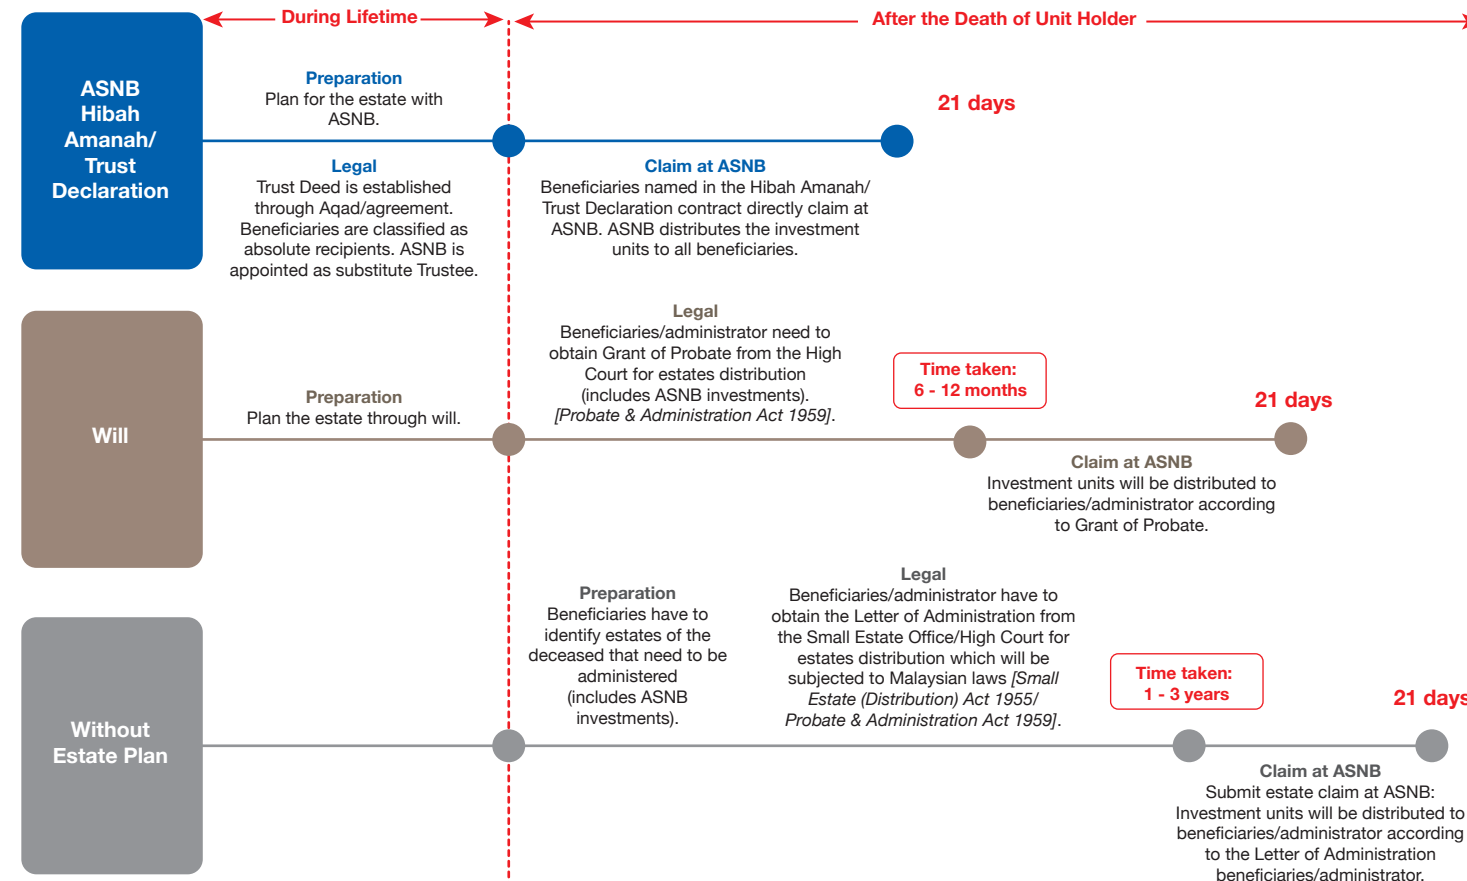 During Lifetime
After the Death of Unit Holder
ASNB
Hibah
Amanah/
Trust
Declaration
Preparation
Plan for the estate with
ASNB.
Legal
Trust Deed is established
through Aqad/agreement.
Beneficiaries are classified as
absolute recipients. ASNB is
appointed as substitute Trustee.
21 days
Claim at ASNB
Beneficiaries named in the Hibah Amanah/
Trust Declaration contract directly claim at
ASNB. ASNB distributes the investment
units to all beneficiaries.
Will
Preparation
Plan the estate through will.
Legal
Beneficiaries/administrator need to
obtain Grant of Probate from the High
Court for estates distribution
(includes ASNB investments).
[Probate & Administration Act 1959].
Time taken:
6 - 12 months
21 days
Claim at ASNB
Investment units will be distributed to
beneficiaries/administrator according
to Grant of Probate.
Without
Estate Plan
Preparation
Beneficiaries have to
identify estates of the
deceased that need to be
administered
(includes ASNB
investments).
Legal
Beneficiaries/administrator have to
obtain the Letter of Administration from
the Small Estate Office/High Court for
estates distribution which will be
subjected to Malaysian laws [Small
Estate (Distribution) Act 1955/
Probate & Administration Act 1959].
Time taken:
1 - 3 years
21 days
Claim at ASNB
Submit estate claim at ASNB:
Investment units will be distributed to
beneficiaries/administrator according
to the Letter of Administration
beneficiaries/administrator.